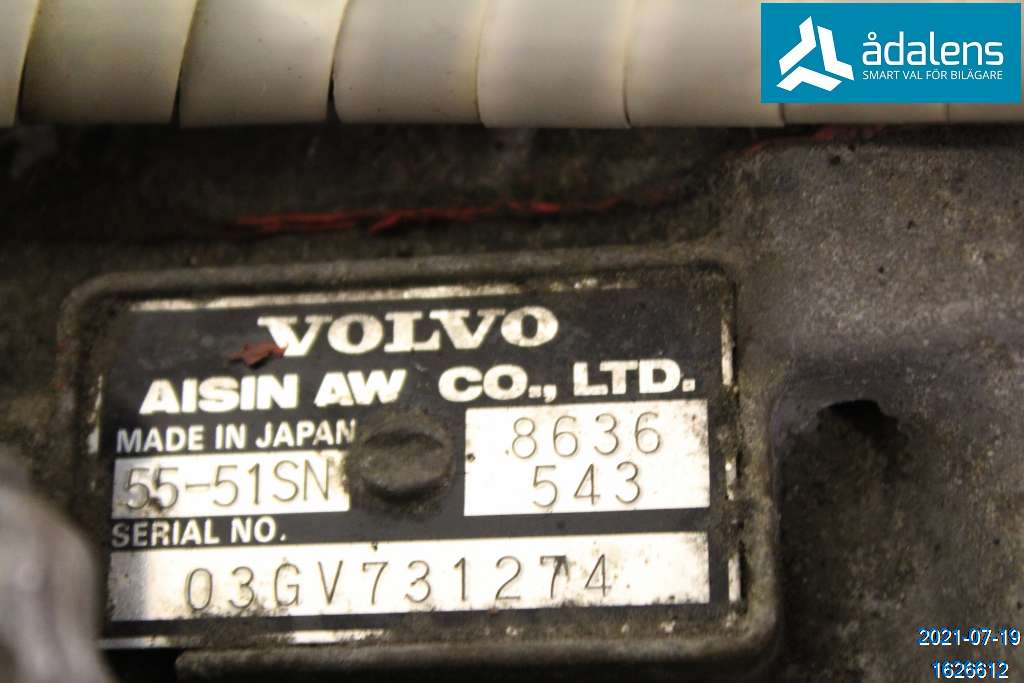 ådalens
SMART VAL FÖR BILÄGARE
VOLVO
AISIN AW CO., LTD.
MADE IN JAPAN
8636
55-51SN
543
SERIAL NO.
03GV731274
2021-07-19
1626612